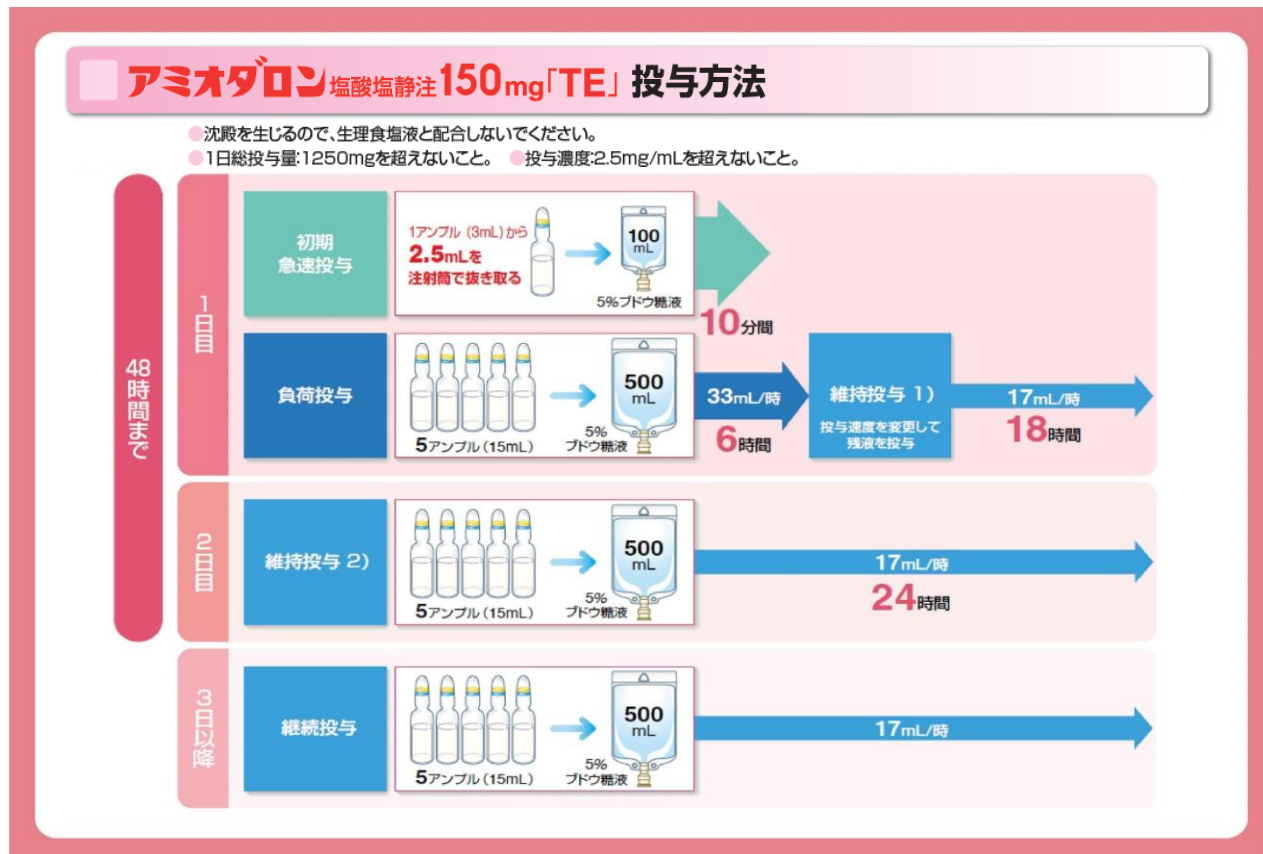 アミオダロン塩酸塩静注150mg「TE」投与方法
●沈殿を生じるので、生理食塩液と配合しないでください。
●1日総投与量:1250mgを超えないこと。 ●投与濃度:2.5mg/mLを超えないこと。
48時間まで
1日目
初期
急速投与
1アンプル(3mL)から
2.5mLを
注射筒で抜き取る
100
mL
5%ブドウ糖液
10分間
負荷投与
5アンプル(15mL)
500
mL
5%
ブドウ糖液
33mL/時
6時間
維持投与 1)
投与速度を変更して
残液を投与
17mL/時
18時間
2日目
維持投与 2)
5アンプル(15mL)
500
mL
5%
ブドウ糖液
17mL/時
24時間
3日以降
継続投与
5アンプル(15mL)
500
mL
5%
ブドウ糖液
17mL/時